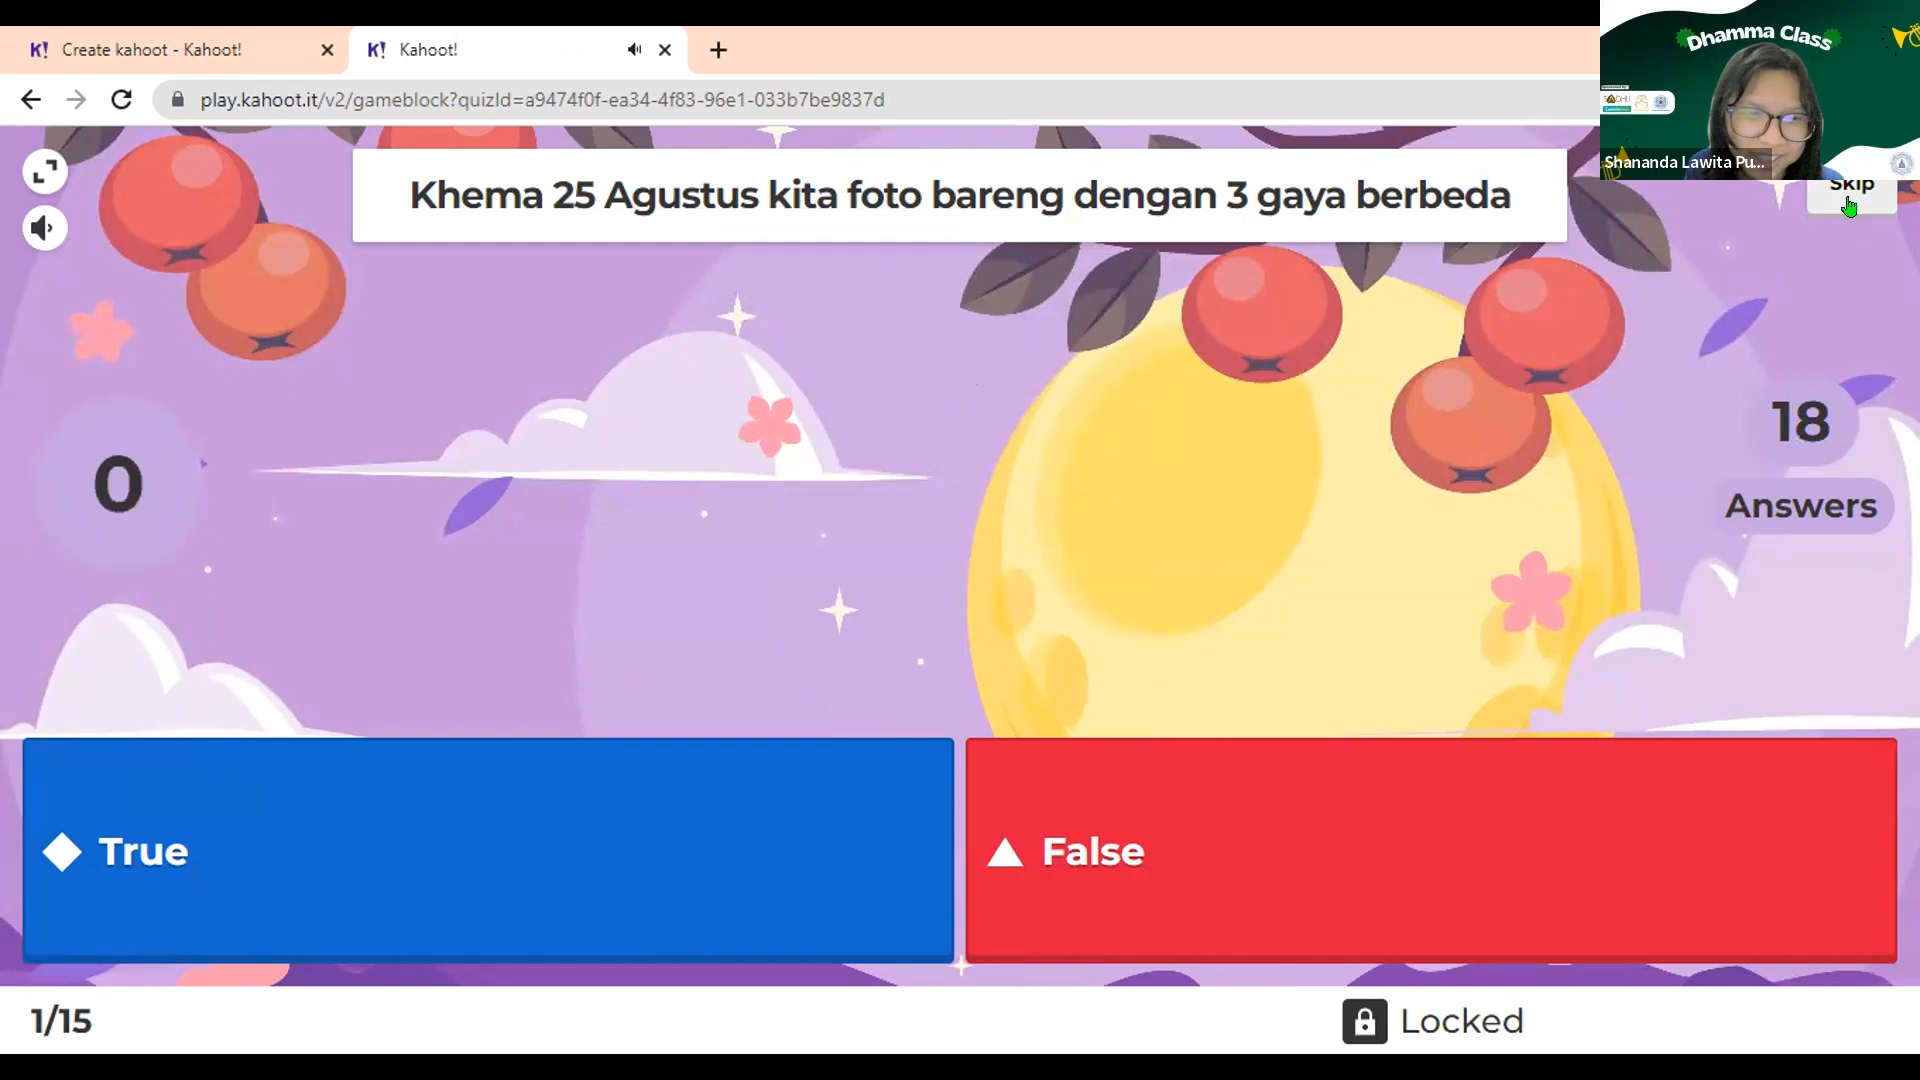 Create kahoot - Kahoot!
Kahoot!
play.kahoot.it/v2/gameblock?quizId=a9474f0f-ea34-4f83-96e1-033b7be9837d
Dhamma Class
Shananda Lawita Pu...
Skip
Khema 25 Agustus kita foto bareng dengan 3 gaya berbeda
0
18
Answers
True
False
1/15
Locked